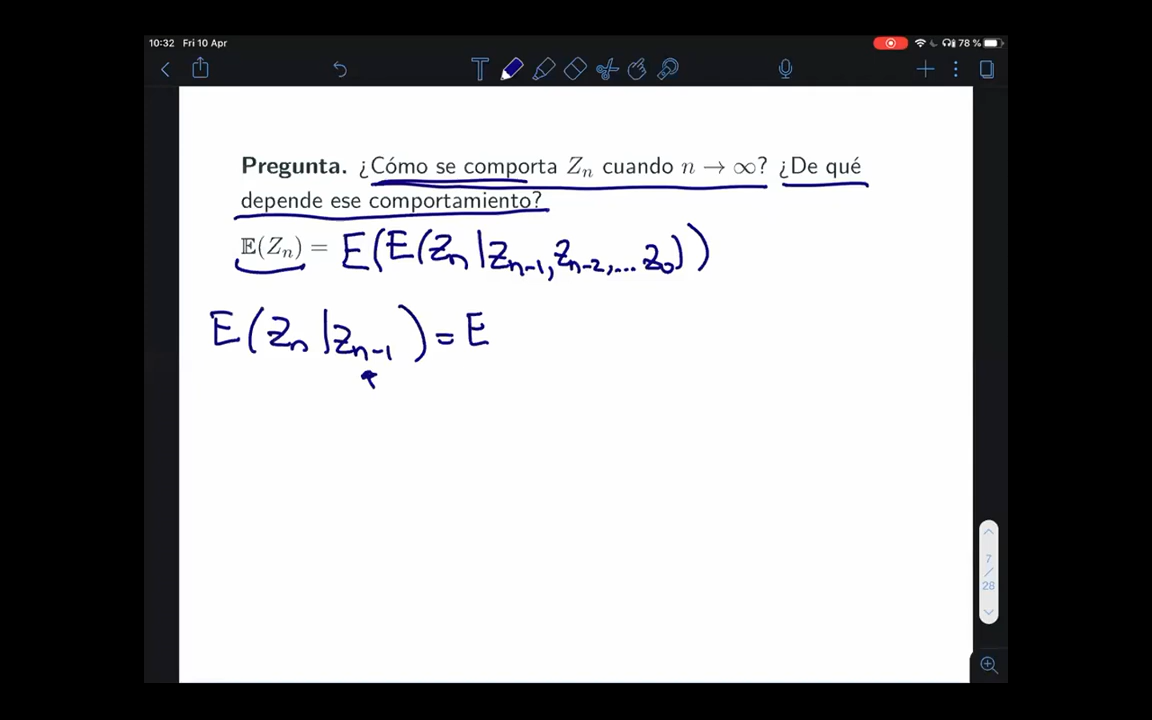 10:32 Fri 10 Apr 78 %
Pregunta. ¿Cómo se comporta Zₙ cuando n → ∞? ¿De qué
depende ese comportamiento?
𝔼(Zₙ) = E(E(Zₙ|Zₙ₋₁,Zₙ₋₂,...Z₀))
E(Zₙ|Zₙ₋₁) = E
7
/
28